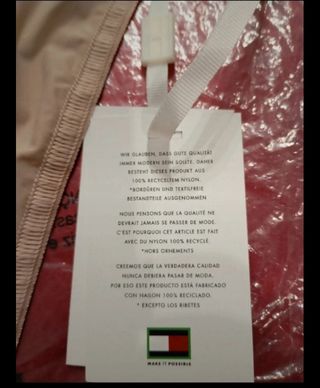 WIR GLAUBEN, DASS GUTE QUALITÄT
IMMER MODERN SEIN SOLLTE. DAHER
BESTEHT DIESES PRODUKT AUS
100% RECYCELTEM NYLON.
*BORDÜREN UND TEXTILFREIE
BESTANDTEILE AUSGENOMMEN
NOUS PENSONS QUE LA QUALITÉ NE
DEVRAIT JAMAIS SE PASSER DE MODE.
C'EST POURQUOI CET ARTICLE EST FAIT
AVEC DU NYLON 100% RECYCLÉ.
*HORS ORNEMENTS
CREEMOS QUE LA VERDADERA CALIDAD
NUNCA DEBIERA PASAR DE MODA.
POR ESO ESTE PRODUCTO ESTÁ FABRICADO
CON NAILON 100% RECICLADO.
* EXCEPTO LOS RIBETES
MAKE IT POSSIBLE